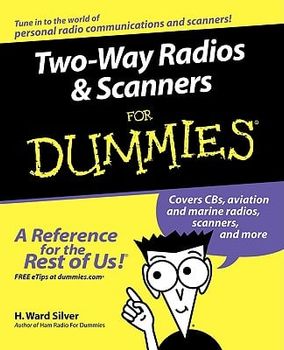 Tune in to the world of
personal radio communications and scanners!
Two-Way Radios
& Scanners
FOR
DUMMIES®
Covers CBs, aviation
and marine radios,
scanners,
and more
A Reference
for the
Rest of Us!®
FREE eTips at dummies.com®
H. Ward Silver
Author of Ham Radio For Dummies